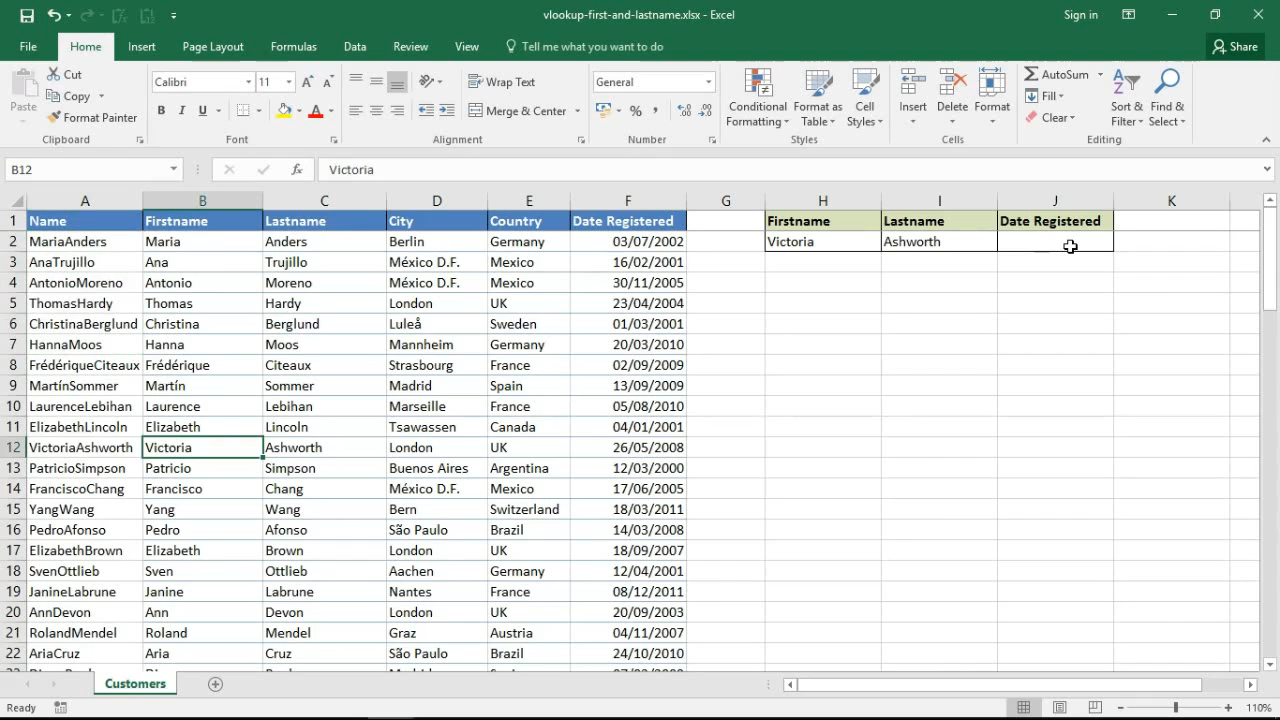 vlookup-first-and-lastname.xlsx - Excel
Sign in
File Home Insert Page Layout Formulas Data Review View Tell me what you want to do Share
Paste
Cut
Copy
Format Painter
Clipboard
Calibri 11
B I U A
Font
Wrap Text
Merge & Center
Alignment
General
%
Number
Conditional Formatting
Format as Table
Cell Styles
Styles
Insert
Delete
Format
Cells
AutoSum
Fill
Clear
Sort & Filter
Find & Select
Editing
B12 fx Victoria
A B C D E F G H I J K
1 Name Firstname Lastname City Country Date Registered Firstname Lastname Date Registered
2 MariaAnders Maria Anders Berlin Germany 03/07/2002 Victoria Ashworth
3 AnaTrujillo Ana Trujillo México D.F. Mexico 16/02/2001
4 AntonioMoreno Antonio Moreno México D.F. Mexico 30/11/2005
5 ThomasHardy Thomas Hardy London UK 23/04/2004
6 ChristinaBerglund Christina Berglund Luleå Sweden 01/03/2001
7 HannaMoos Hanna Moos Mannheim Germany 20/03/2010
8 FrédériqueCiteaux Frédérique Citeaux Strasbourg France 02/09/2009
9 MartínSommer Martín Sommer Madrid Spain 13/09/2009
10 LaurenceLebihan Laurence Lebihan Marseille France 05/08/2010
11 ElizabethLincoln Elizabeth Lincoln Tsawassen Canada 04/01/2001
12 VictoriaAshworth Victoria Ashworth London UK 26/05/2008
13 PatricioSimpson Patricio Simpson Buenos Aires Argentina 12/03/2000
14 FranciscoChang Francisco Chang México D.F. Mexico 17/06/2005
15 YangWang Yang Wang Bern Switzerland 18/03/2011
16 PedroAfonso Pedro Afonso São Paulo Brazil 14/03/2008
17 ElizabethBrown Elizabeth Brown London UK 18/09/2007
18 SvenOttlieb Sven Ottlieb Aachen Germany 12/04/2001
19 JanineLabrune Janine Labrune Nantes France 08/12/2011
20 AnnDevon Ann Devon London UK 20/09/2003
21 RolandMendel Roland Mendel Graz Austria 04/11/2007
22 AriaCruz Aria Cruz São Paulo Brazil 24/10/2010
Customers
Ready 110%